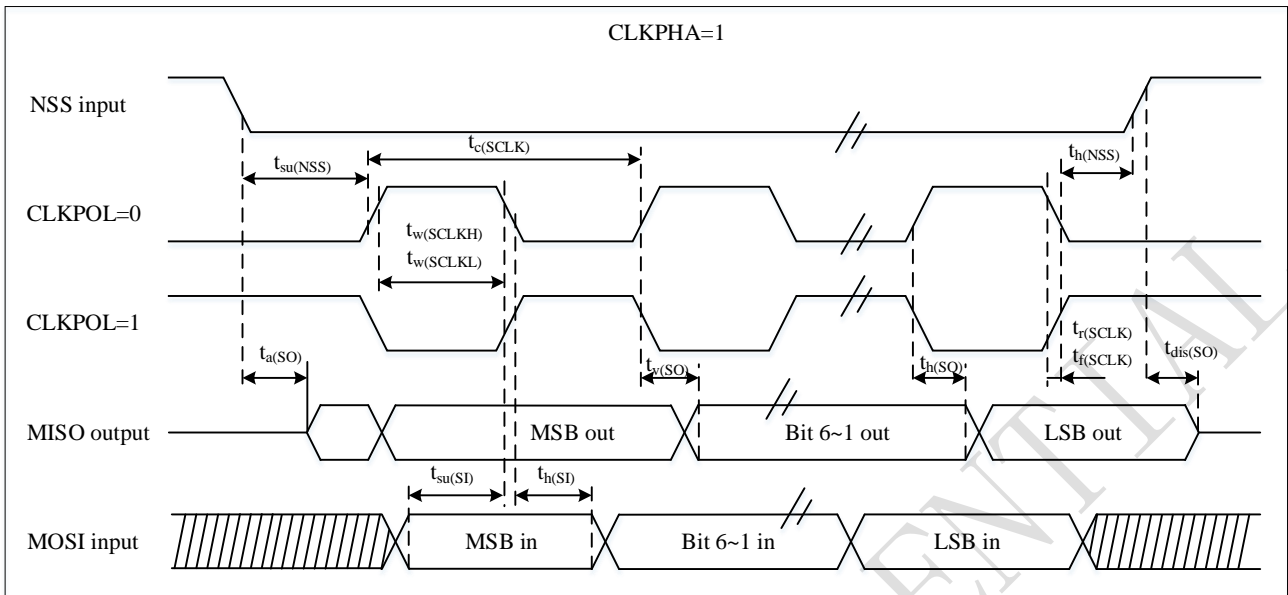 CLKPHA=1
NSS input
tc(SCLK)
th(NSS)
tsu(NSS)
CLKPOL=0
tw(SCLKH)
tw(SCLKL)
CLKPOL=1
tr(SCLK)
tf(SCLK)
ta(SO)
tv(SO)
th(SO)
tdis(SO)
MISO output
MSB out
Bit 6~1 out
LSB out
tsu(SI)
th(SI)
MOSI input
MSB in
Bit 6~1 in
LSB in
ENTIAL